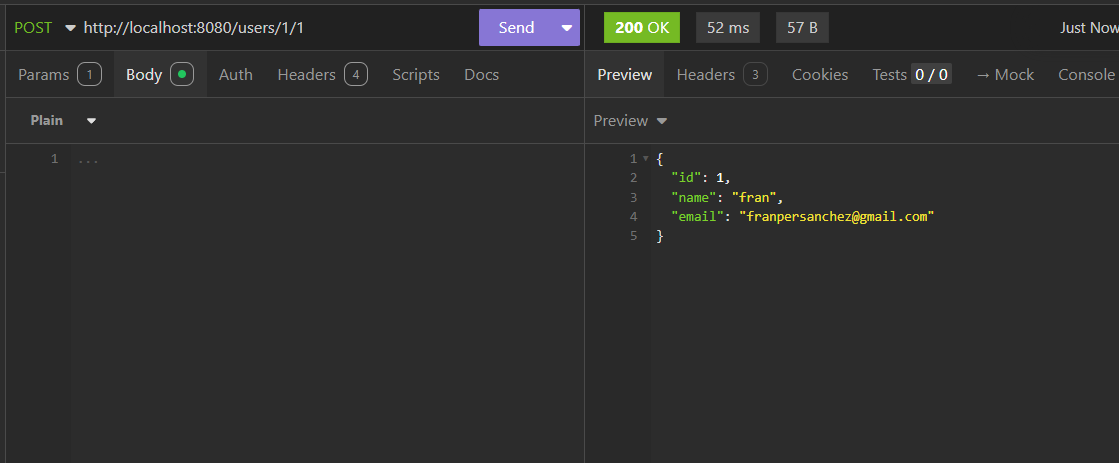 POST http://localhost:8080/users/1/1 Send 200 OK 52 ms 57 B Just Now
Params 1 Body Auth Headers 4 Scripts Docs Preview Headers 3 Cookies Tests 0 / 0 → Mock Console
Plain Preview
1 ... 1 {
2 "id": 1,
3 "name": "fran",
4 "email": "franpersanchez@gmail.com"
5 }